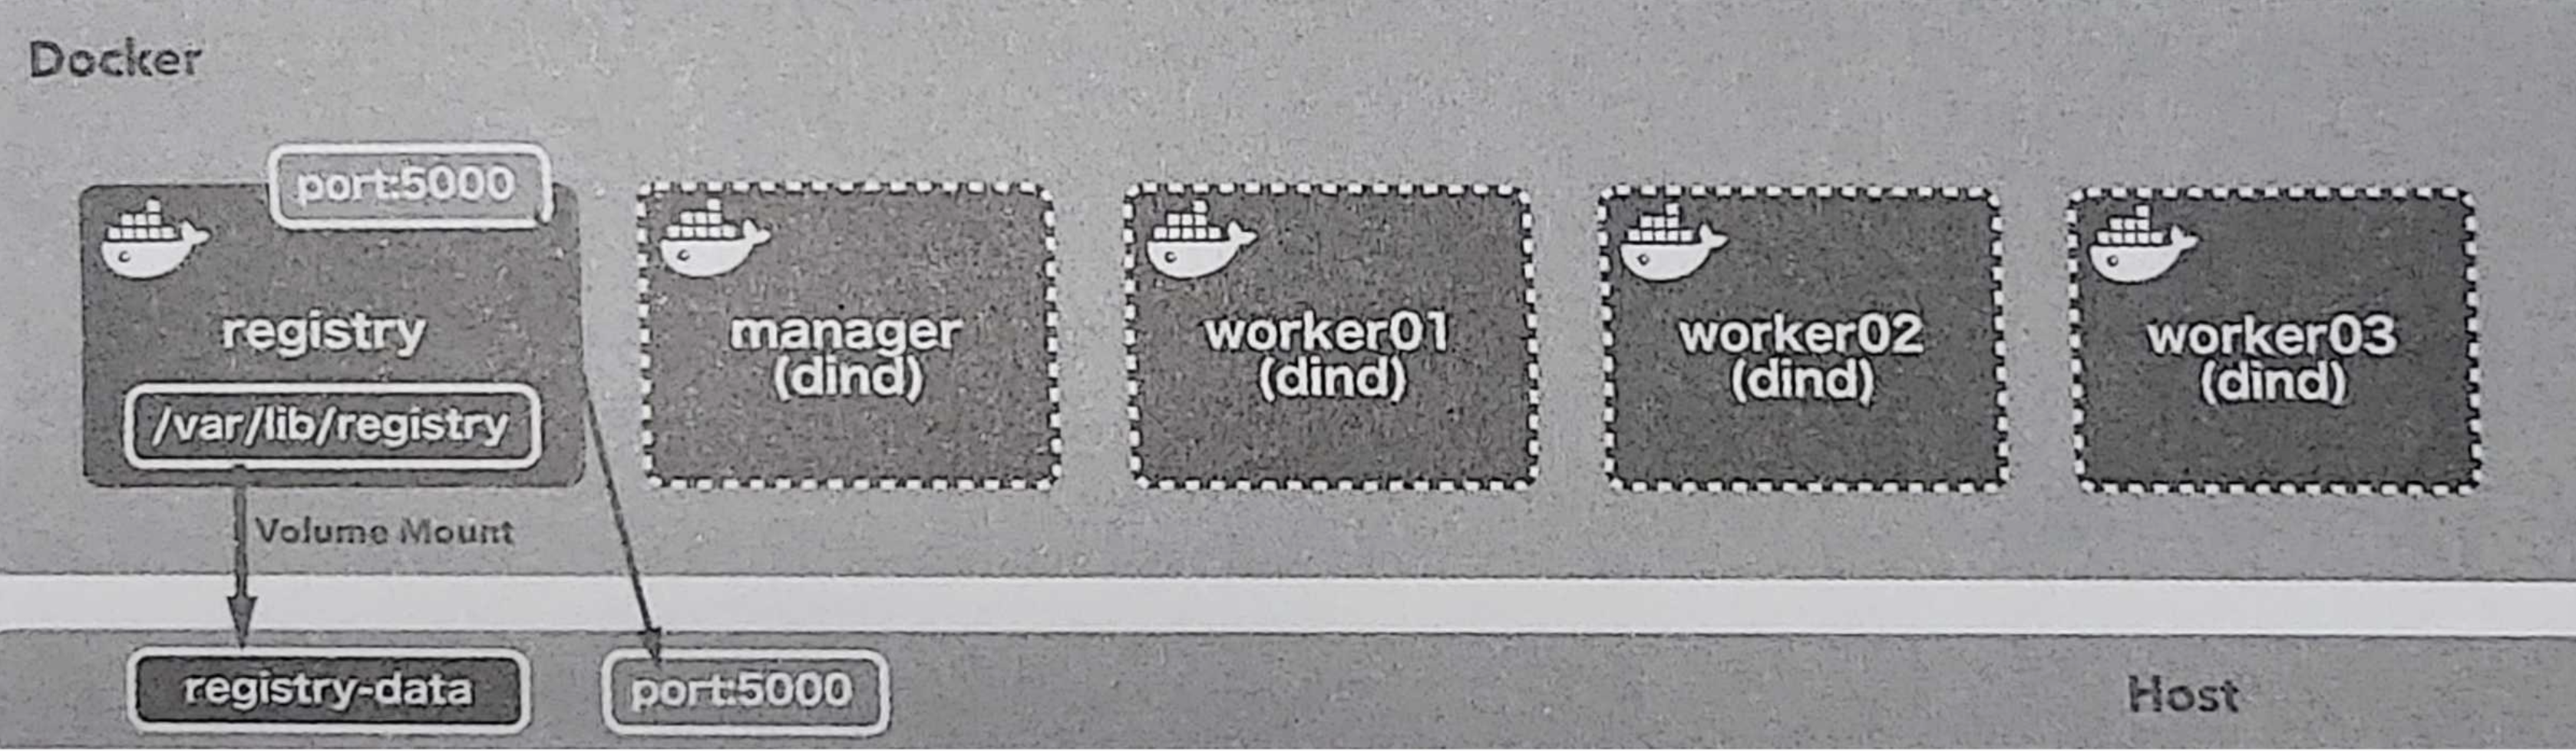 Docker
port:5000
registry
/var/lib/registry
manager
(dind)
worker01
(dind)
worker02
(dind)
worker03
(dind)
Volume Mount
registry-data
port:5000
Host